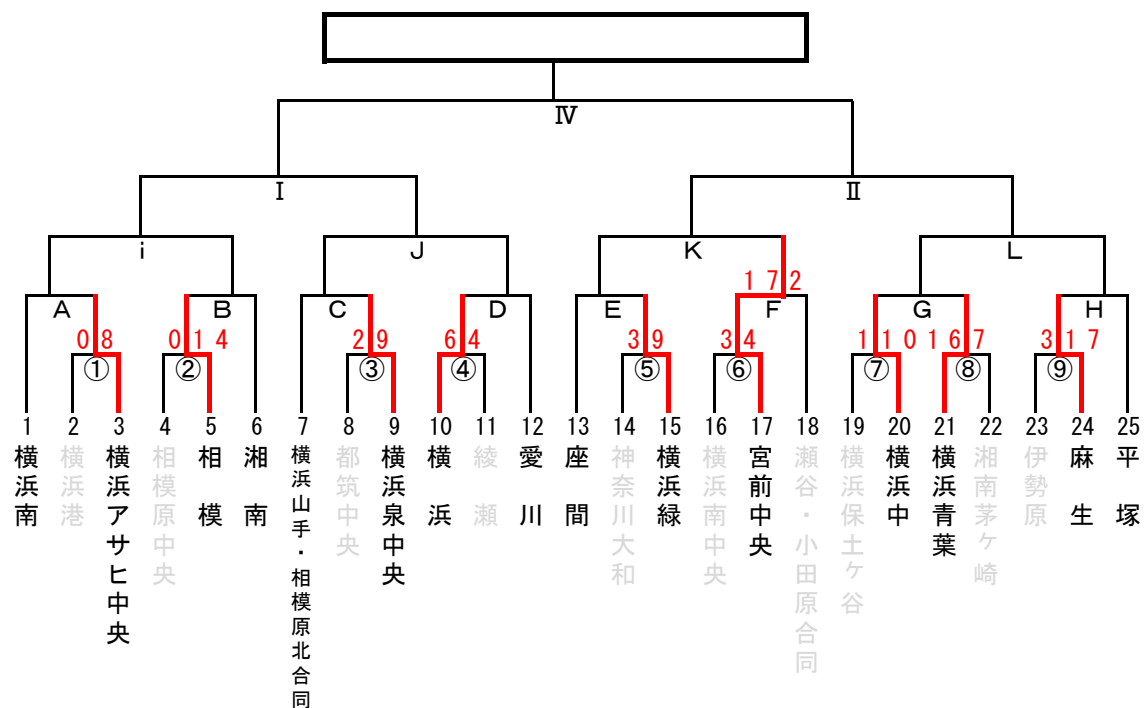 Ⅳ
Ⅰ Ⅱ
i J K L
1 7 2
A B C D E F G H
0 8 0 1 4 2 9 6 4 3 9 3 4 1 1 0 1 6 7 3 1 7
① ② ③ ④ ⑤ ⑥ ⑦ ⑧ ⑨
1 2 3 4 5 6 7 8 9 10 11 12 13 14 15 16 17 18 19 20 21 22 23 24 25
横浜南
横浜港
横浜アサヒ中央
相模原中央
相模
湘南
横浜山手・相模原北合同
都筑中央
横浜泉中央
横浜
綾瀬
愛川
座間
神奈川大和
横浜緑
横浜南中央
宮前中央
瀬谷・小田原合同
横浜保土ケ谷
横浜中
横浜青葉
湘南茅ケ崎
伊勢原
麻生
平塚